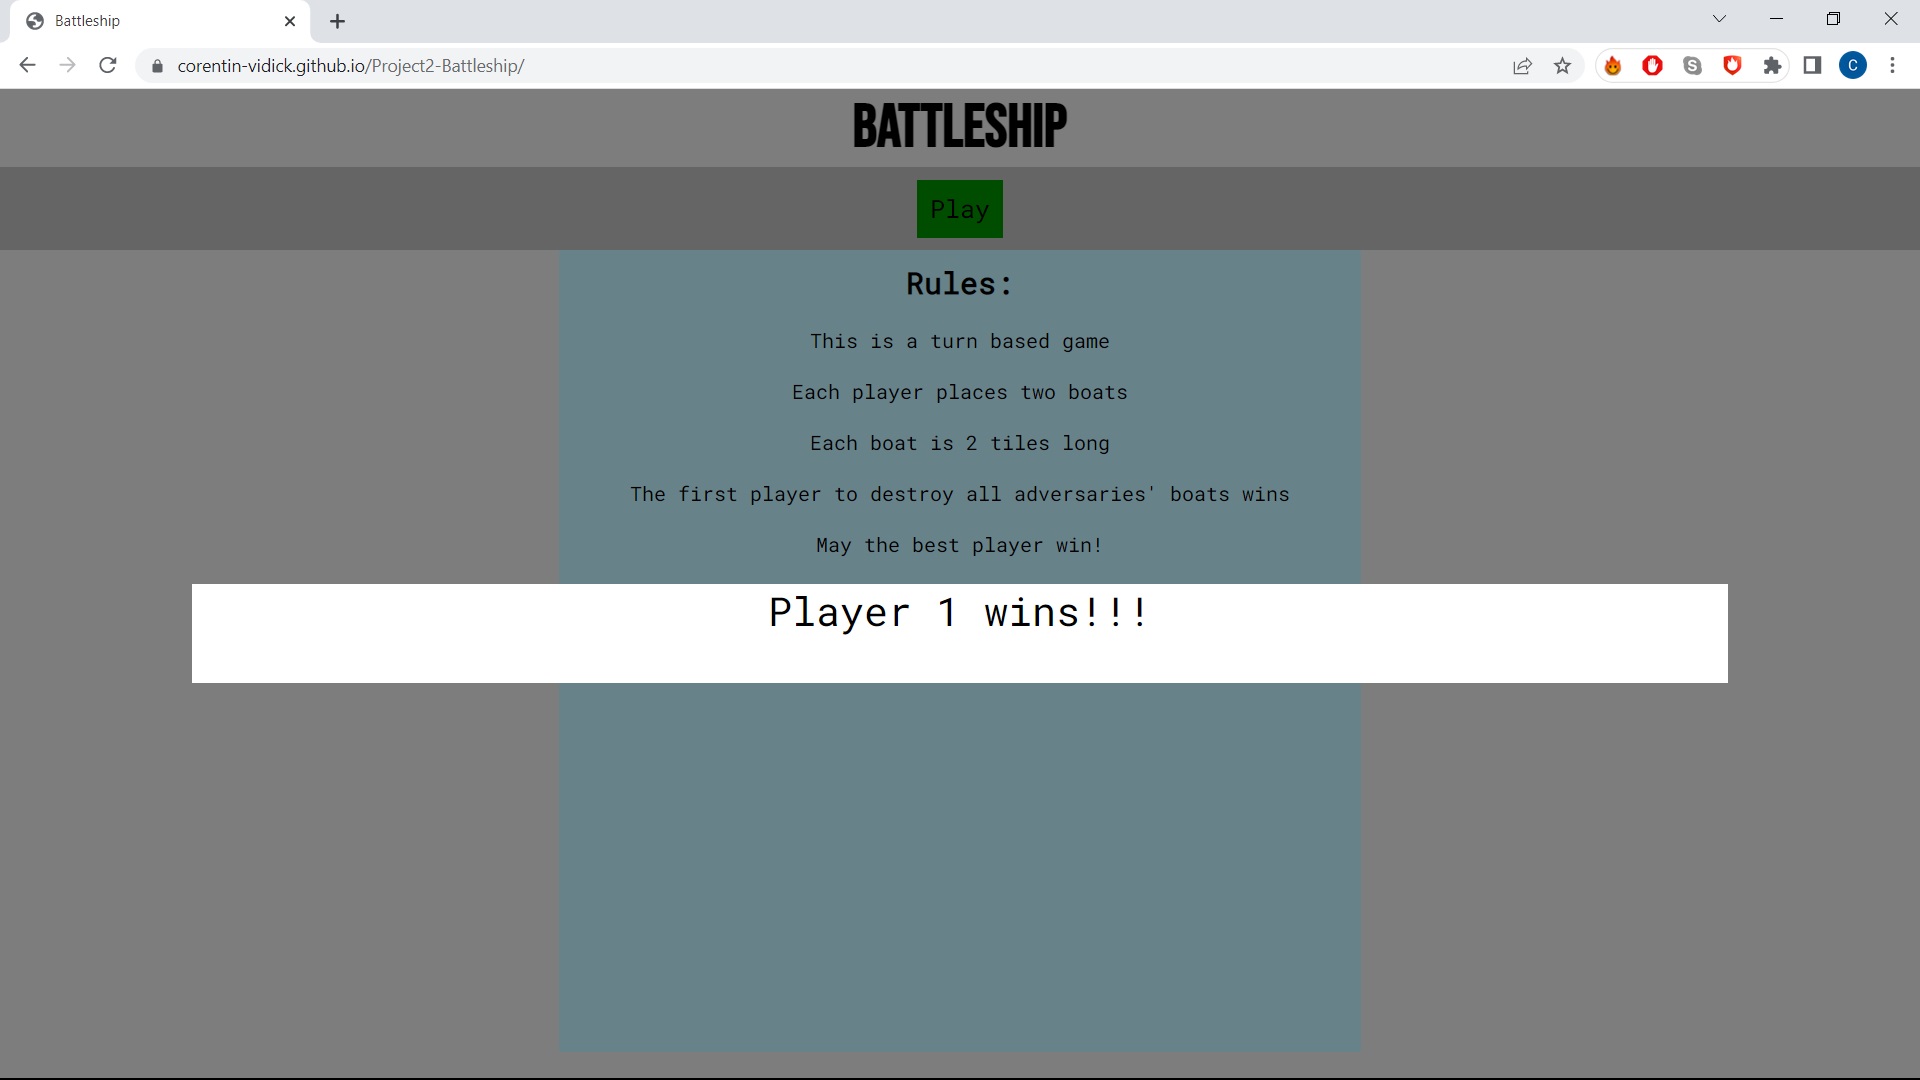 Battleship
corentin-vidick.github.io/Project2-Battleship/
S
C
BATTLESHIP
Play
Rules:
This is a turn based game
Each player places two boats
Each boat is 2 tiles long
The first player to destroy all adversaries' boats wins
May the best player win!
Player 1 wins!!!